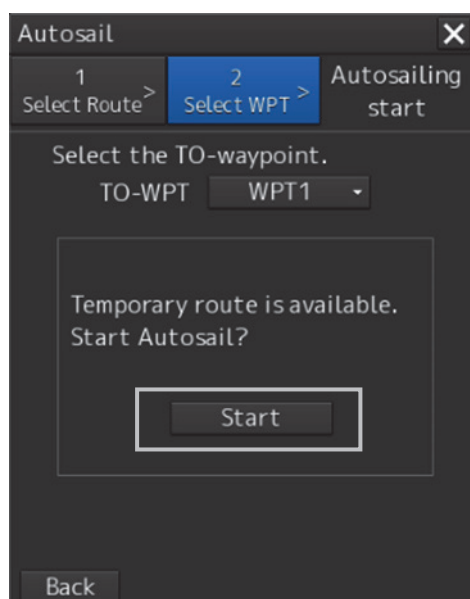 Autosail
1
Select Route >
2
Select WPT >
Autosailing
start
Select the TO-waypoint.
TO-WPT WPT1
Temporary route is available.
Start Autosail?
Start
Back